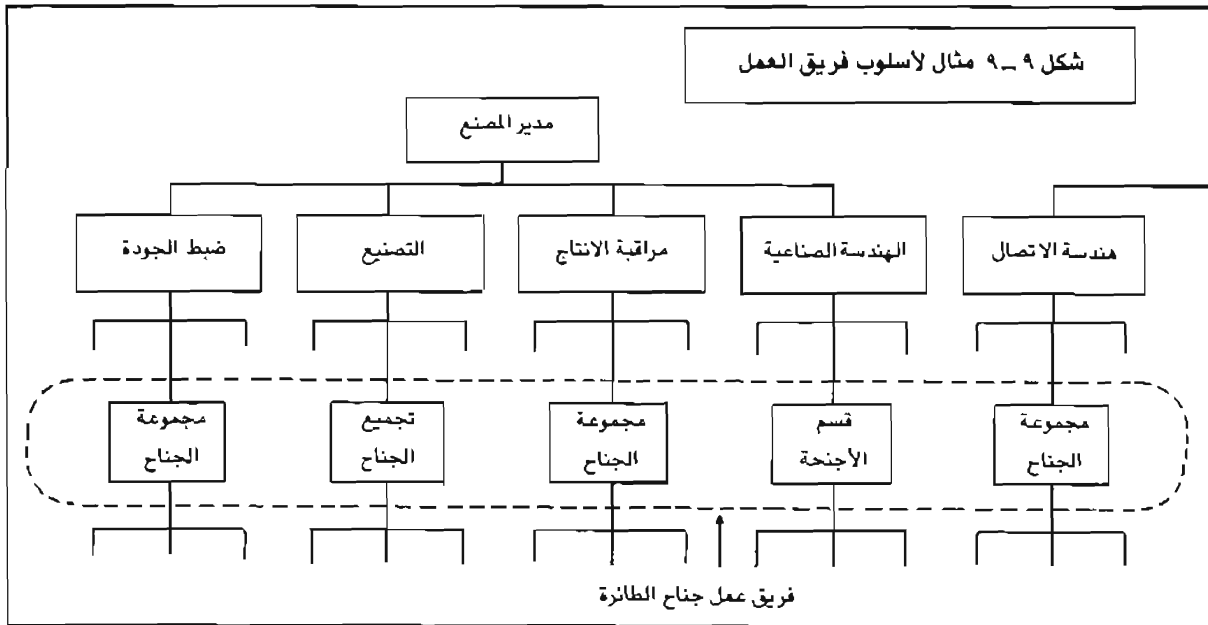 شكل ٩ – ٩ مثال لأسلوب فريق العمل
مدير المصنع
هندسة الاتصال
الهندسة الصناعية
مراقبة الانتاج
التصنيع
ضبط الجودة
مجموعة
الجناح
قسم
الأجنحة
مجموعة
الجناح
تجميع
الجناح
مجموعة
الجناح
فريق عمل جناح الطائرة